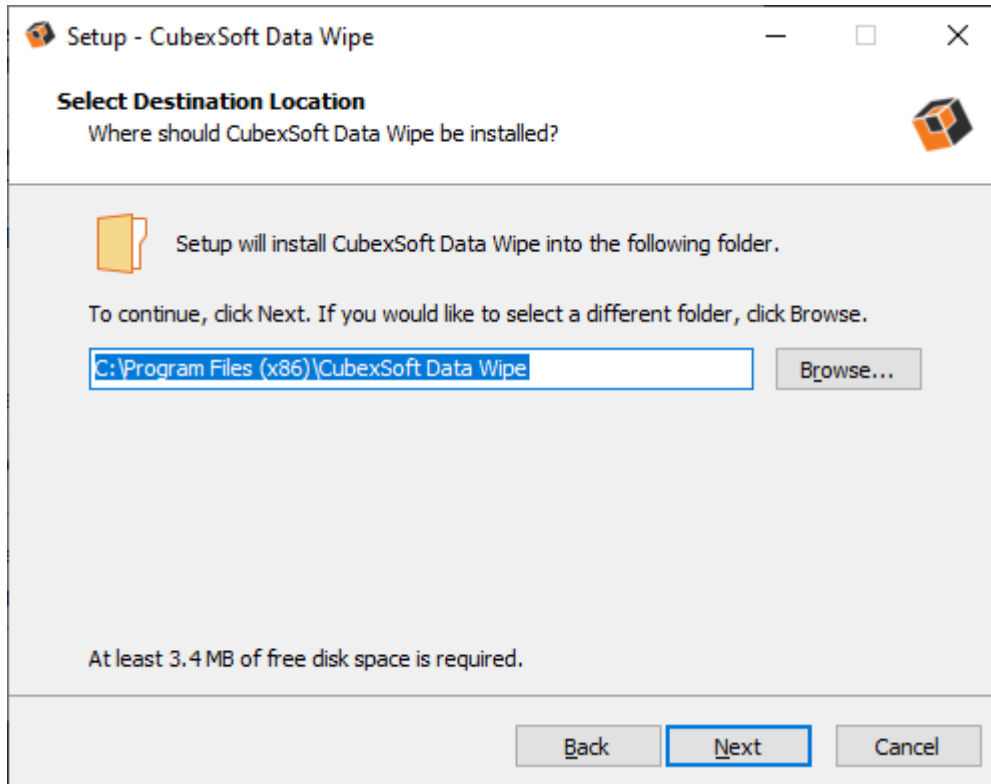 Setup - CubexSoft Data Wipe
Select Destination Location
Where should CubexSoft Data Wipe be installed?
Setup will install CubexSoft Data Wipe into the following folder.
To continue, click Next. If you would like to select a different folder, click Browse.
C:\Program Files (x86)\CubexSoft Data Wipe
Browse...
At least 3.4 MB of free disk space is required.
Back
Next
Cancel